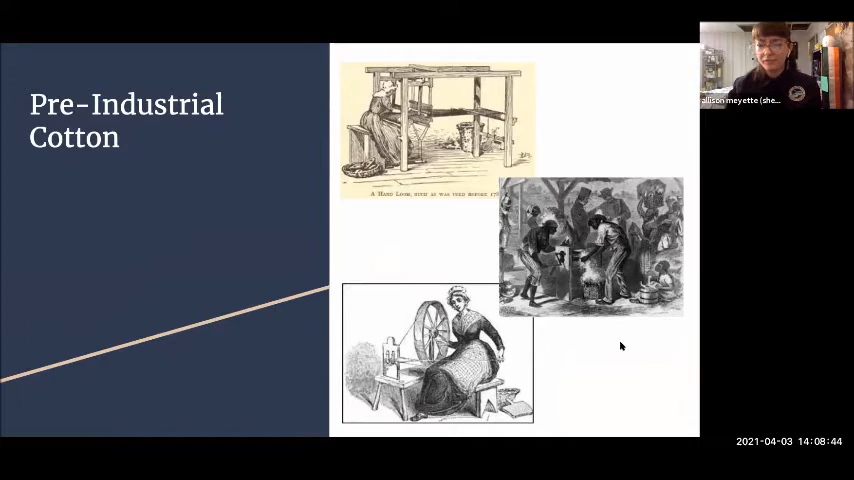 Pre-Industrial
Cotton
A HAND LOOM, SUCH AS WAS USED BEFORE 176
allison meyette (she...
2021-04-03 14:08:44